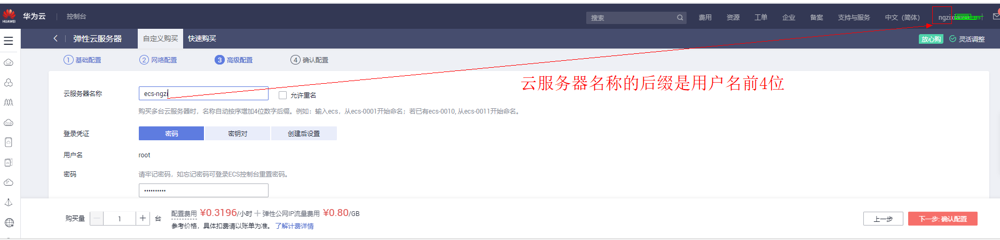 HUAWEI 华为云 控制台 搜索 费用 资源 工单 企业 备案 支持与服务 中文（简体）
弹性云服务器 自定义购买 快速购买 放心购 灵活调整
1 基础配置 2 网络配置 3 高级配置 4 确认配置
云服务器名称的后缀是用户名前4位
云服务器名称 ecs-ngzi 允许重名
购买多台云服务器时，名称自动按序增加4位数字后缀。例如：输入ecs，从ecs-0001开始命名；若已有ecs-0010, 从ecs-0011开始命名。
登录凭证 密码 密钥对 创建后设置
用户名 root
密码 请牢记密码，如忘记密码可登录ECS控制台重置密码。
••••••••••
购买量 1 台 配置费用 ¥0.3196/小时 + 弹性公网IP流量费用 ¥0.80/GB
参考价格，具体扣费请以账单为准。 了解计费详情
上一步 下一步: 确认配置